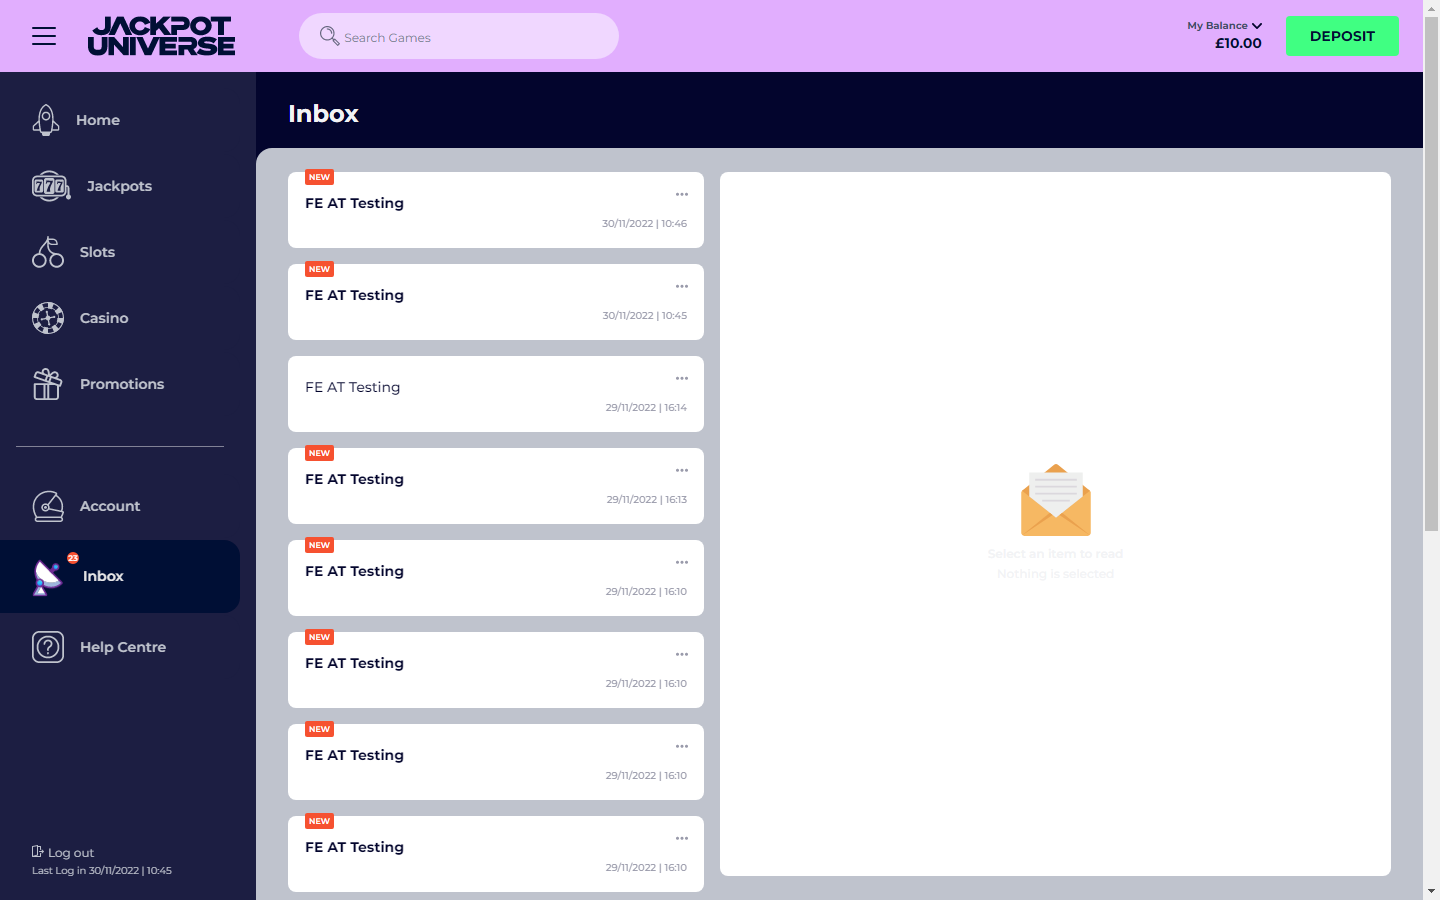 JACKPOT
UNIVERSE
Search Games
My Balance
£10.00
DEPOSIT
Home
Jackpots
Slots
Casino
Promotions
Account
23
Inbox
Help Centre
Log out
Last Log in 30/11/2022 | 10:45
Inbox
NEW
FE AT Testing
30/11/2022 | 10:46
NEW
FE AT Testing
30/11/2022 | 10:45
FE AT Testing
29/11/2022 | 16:14
NEW
FE AT Testing
29/11/2022 | 16:13
NEW
FE AT Testing
29/11/2022 | 16:10
NEW
FE AT Testing
29/11/2022 | 16:10
NEW
FE AT Testing
29/11/2022 | 16:10
NEW
FE AT Testing
29/11/2022 | 16:10
Select an item to read
Nothing is selected